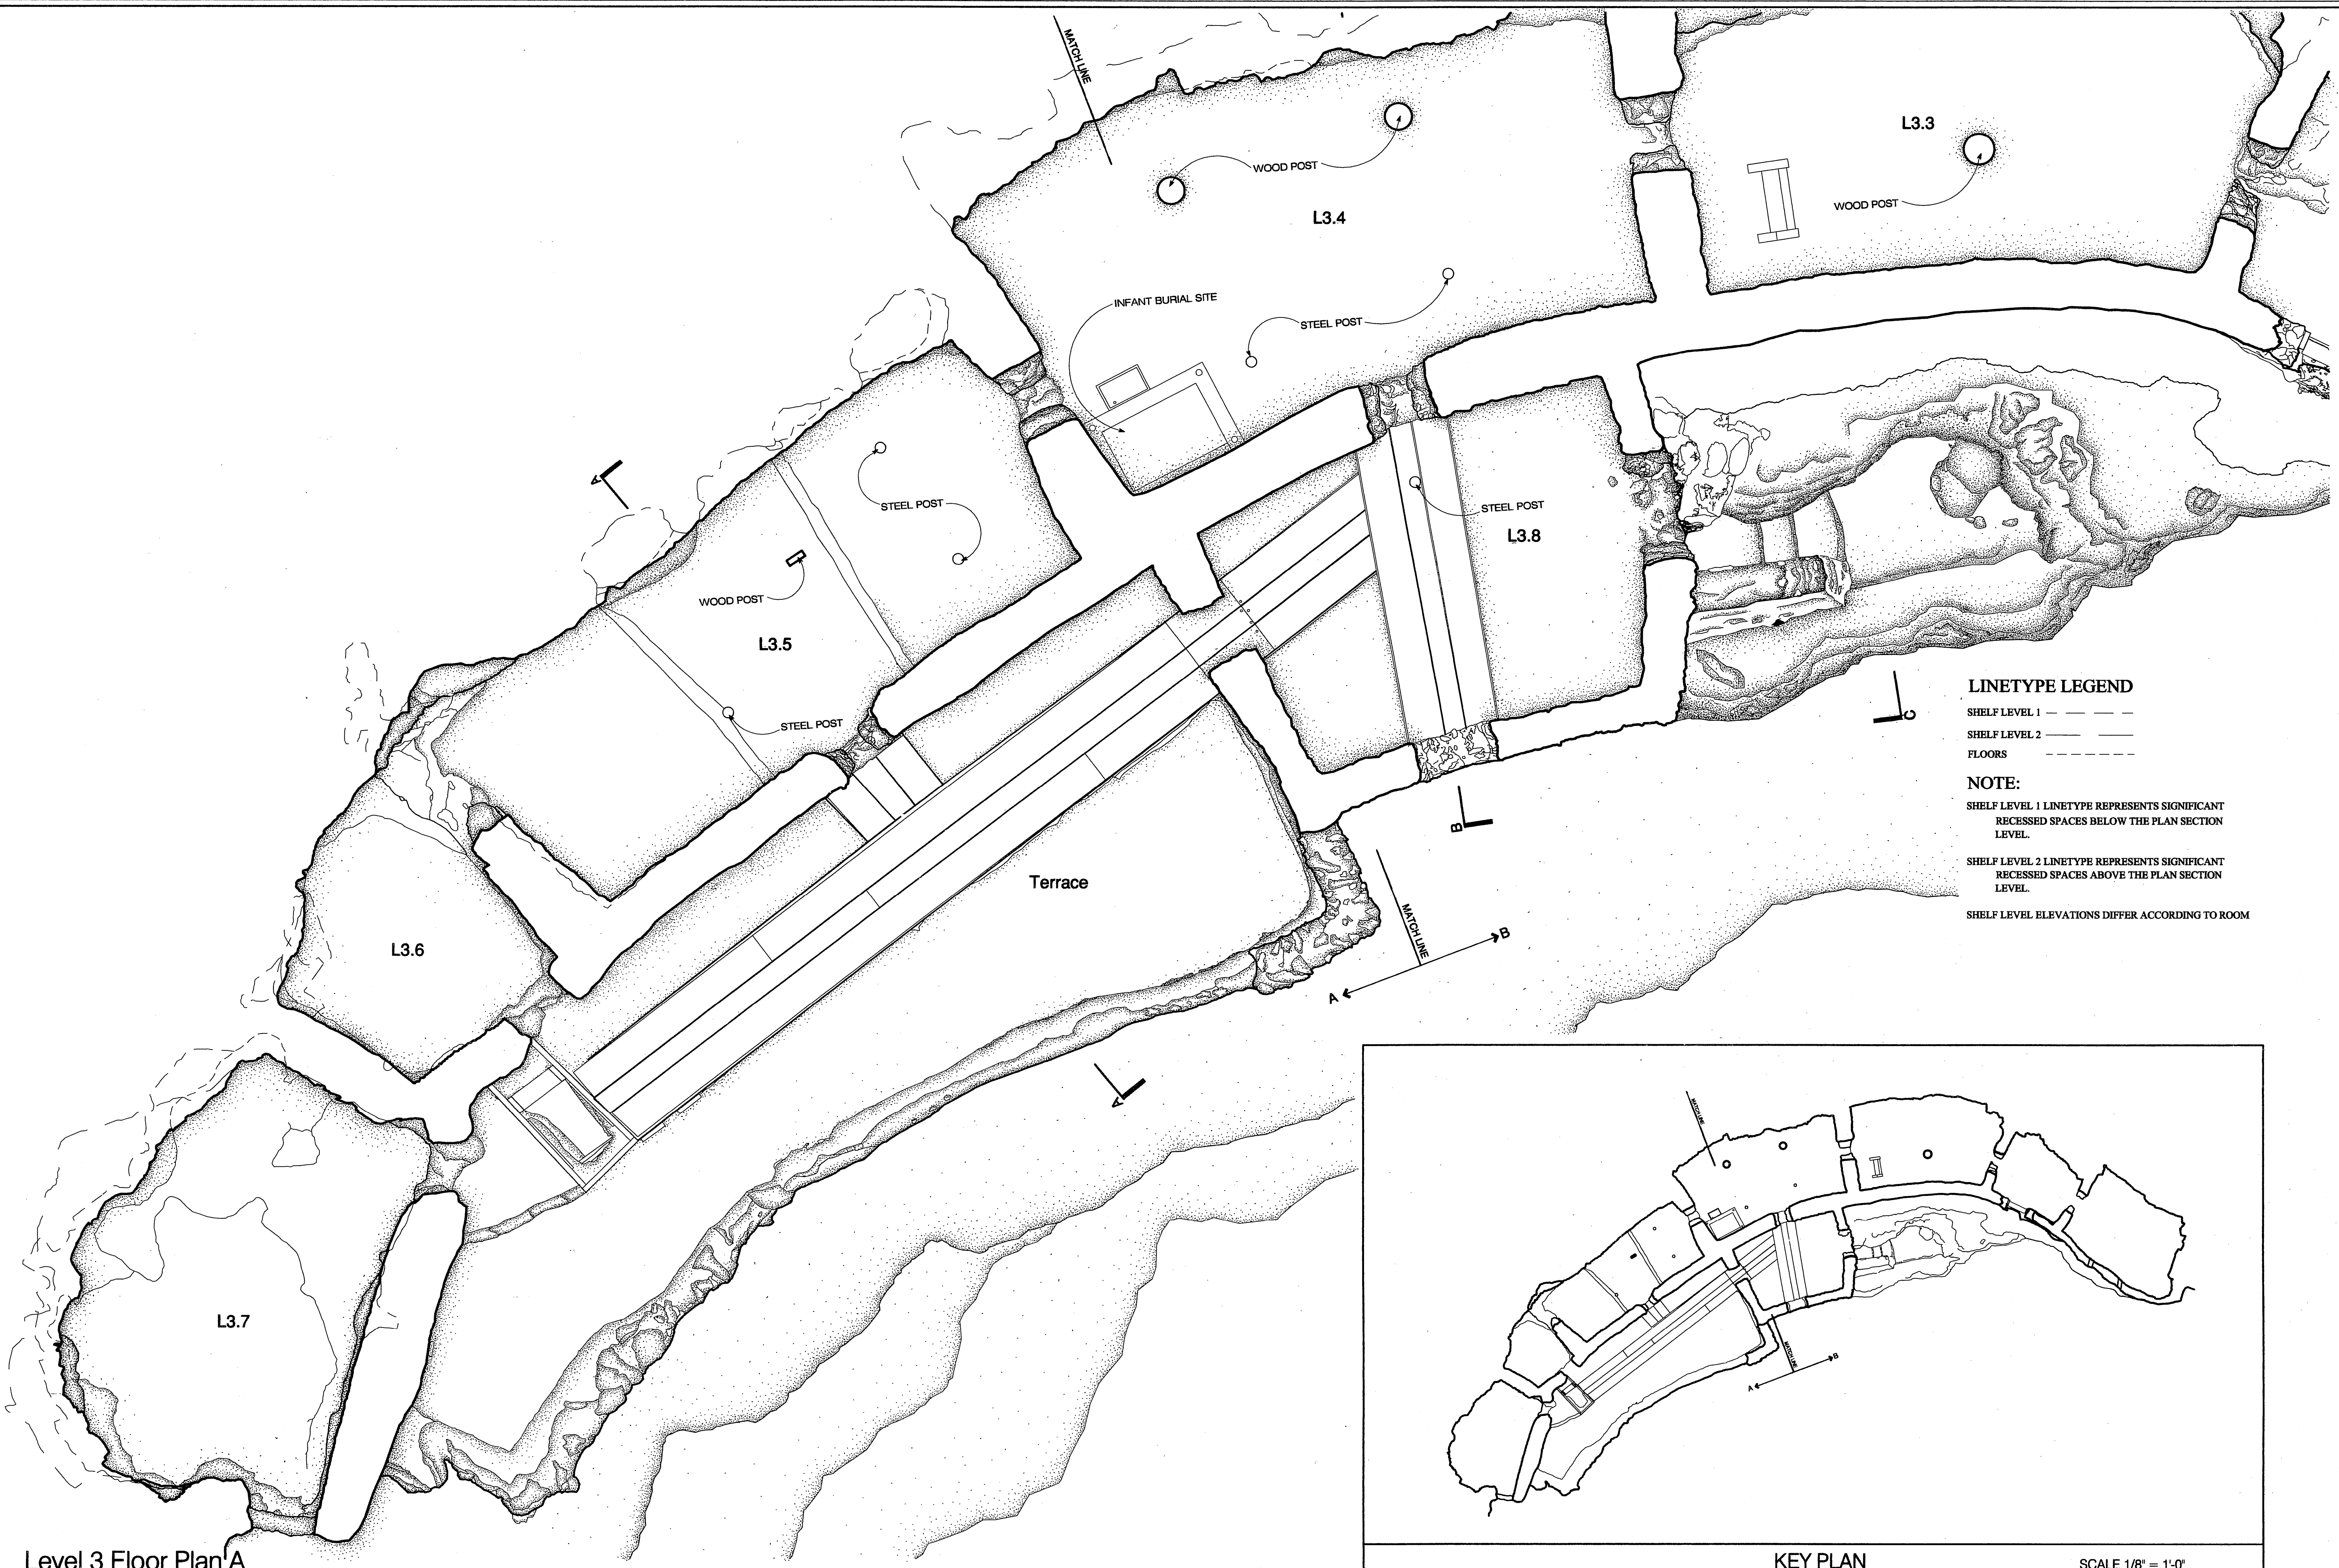 MATCH LINE
L3.3
WOOD POST
WOOD POST
L3.4
INFANT BURIAL SITE
STEEL POST
A
STEEL POST
STEEL POST
L3.8
WOOD POST
L3.5
STEEL POST
LINETYPE LEGEND
SHELF LEVEL 1
SHELF LEVEL 2
FLOORS
C
NOTE:
SHELF LEVEL 1 LINETYPE REPRESENTS SIGNIFICANT
RECESSED SPACES BELOW THE PLAN SECTION
LEVEL.
SHELF LEVEL 2 LINETYPE REPRESENTS SIGNIFICANT
RECESSED SPACES ABOVE THE PLAN SECTION
LEVEL.
SHELF LEVEL ELEVATIONS DIFFER ACCORDING TO ROOM
B
Terrace
MATCH LINE
B
A
L3.6
A
L3.7
MATCH LINE
MATCH LINE
B
A
Level 3 Floor Plan A
KEY PLAN
SCALE 1/8" = 1'-0"